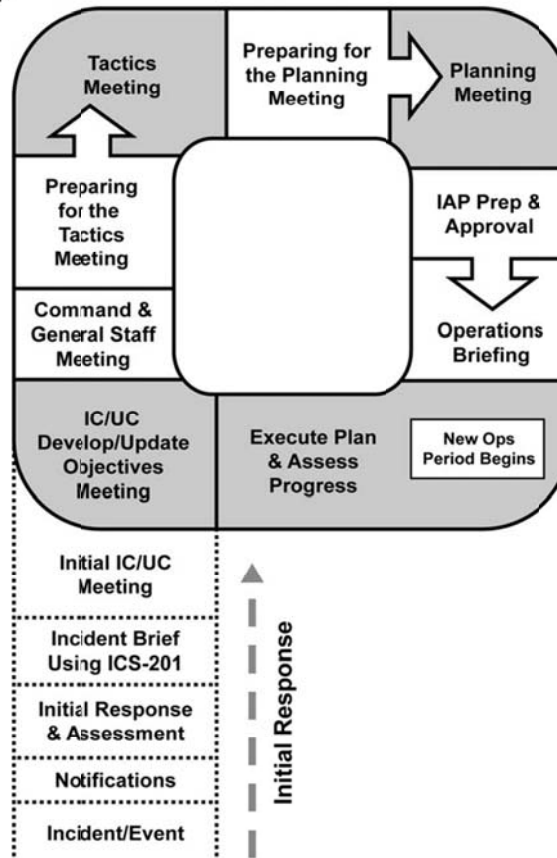 Tactics
Meeting
Preparing for
the Planning
Meeting
Planning
Meeting
Preparing
for the
Tactics
Meeting
IAP Prep &
Approval
Command &
General Staff
Meeting
Operations
Briefing
IC/UC
Develop/Update
Objectives
Meeting
Execute Plan
& Assess
Progress
New Ops
Period Begins
Initial IC/UC
Meeting
Incident Brief
Using ICS-201
Initial Response
& Assessment
Notifications
Incident/Event
Initial Response